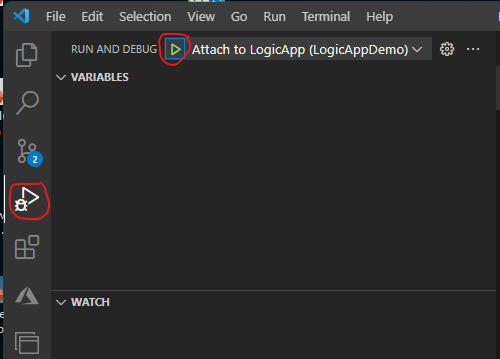 File Edit Selection View Go Run Terminal Help
RUN AND DEBUG Attach to LogicApp (LogicAppDemo)
VARIABLES
2
WATCH